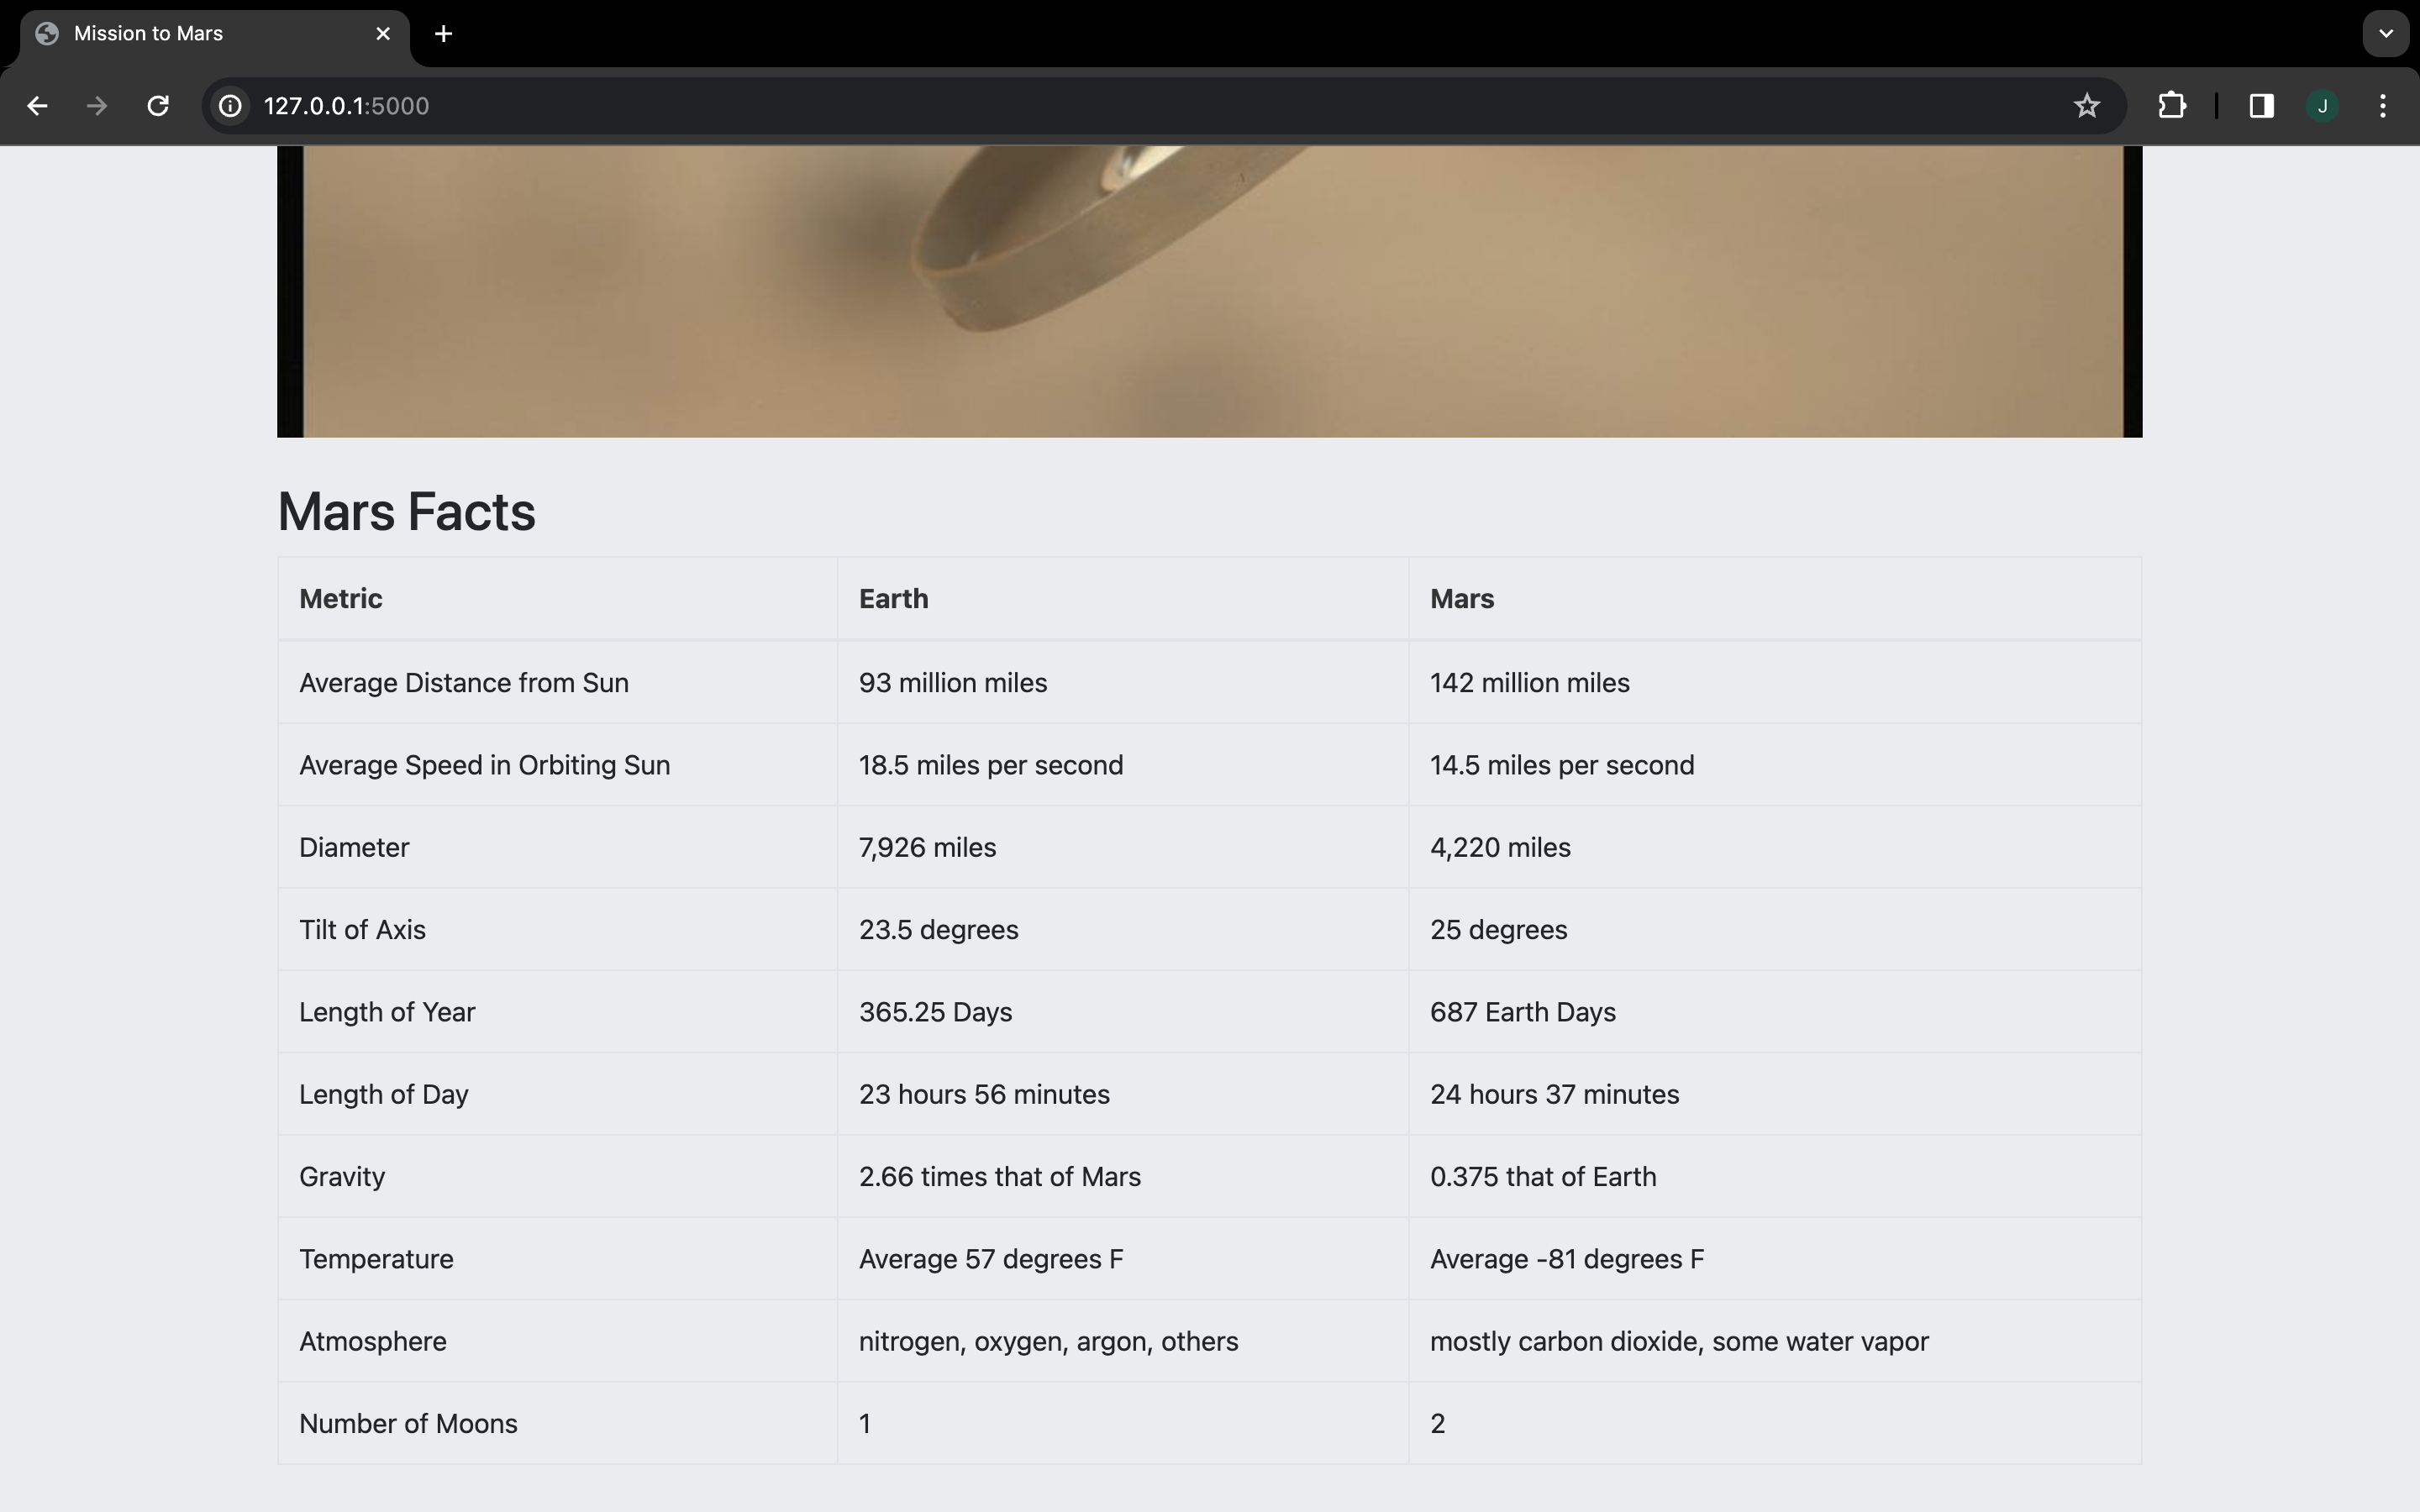 Mission to Mars
127.0.0.1:5000
J
Mars Facts
Metric Earth Mars
Average Distance from Sun 93 million miles 142 million miles
Average Speed in Orbiting Sun 18.5 miles per second 14.5 miles per second
Diameter 7,926 miles 4,220 miles
Tilt of Axis 23.5 degrees 25 degrees
Length of Year 365.25 Days 687 Earth Days
Length of Day 23 hours 56 minutes 24 hours 37 minutes
Gravity 2.66 times that of Mars 0.375 that of Earth
Temperature Average 57 degrees F Average -81 degrees F
Atmosphere nitrogen, oxygen, argon, others mostly carbon dioxide, some water vapor
Number of Moons 1 2